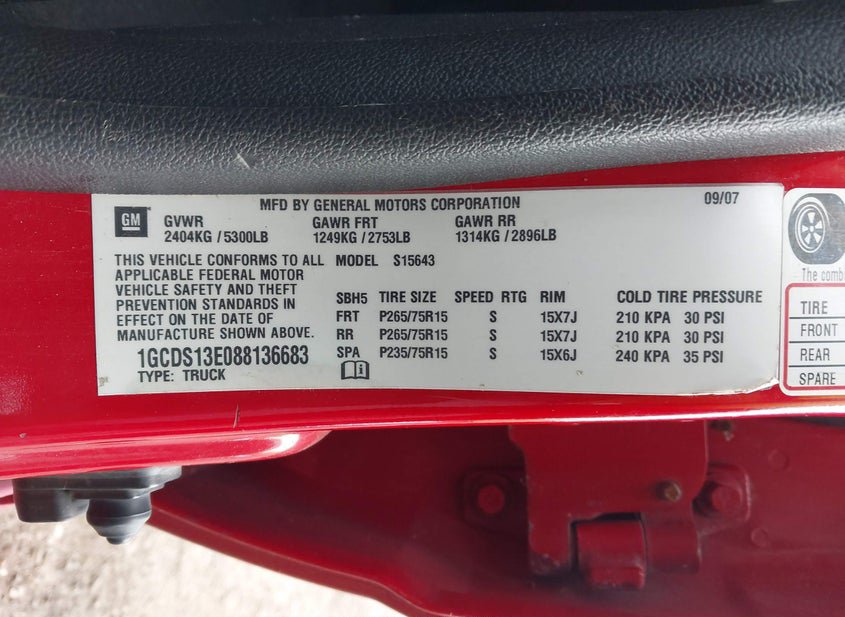 MFD BY GENERAL MOTORS CORPORATION 09/07
GM
GVWR GAWR FRT GAWR RR
2404KG / 5300LB 1249KG / 2753LB 1314KG / 2896LB
THIS VEHICLE CONFORMS TO ALL
APPLICABLE FEDERAL MOTOR
VEHICLE SAFETY AND THEFT
PREVENTION STANDARDS IN
EFFECT ON THE DATE OF
MANUFACTURE SHOWN ABOVE.
1GCDS13E088136683
TYPE: TRUCK
MODEL S15643
SBH5 TIRE SIZE SPEED RTG RIM COLD TIRE PRESSURE
FRT P265/75R15 S 15X7J 210 KPA 30 PSI
RR P265/75R15 S 15X7J 210 KPA 30 PSI
SPA P235/75R15 S 15X6J 240 KPA 35 PSI
The comb
TIRE
FRONT
REAR
SPARE